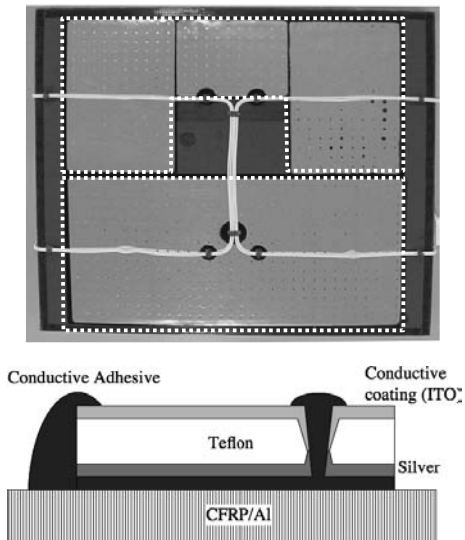 Conductive Adhesive
Conductive
coating (ITO)
Teflon
Silver
CFRP/Al